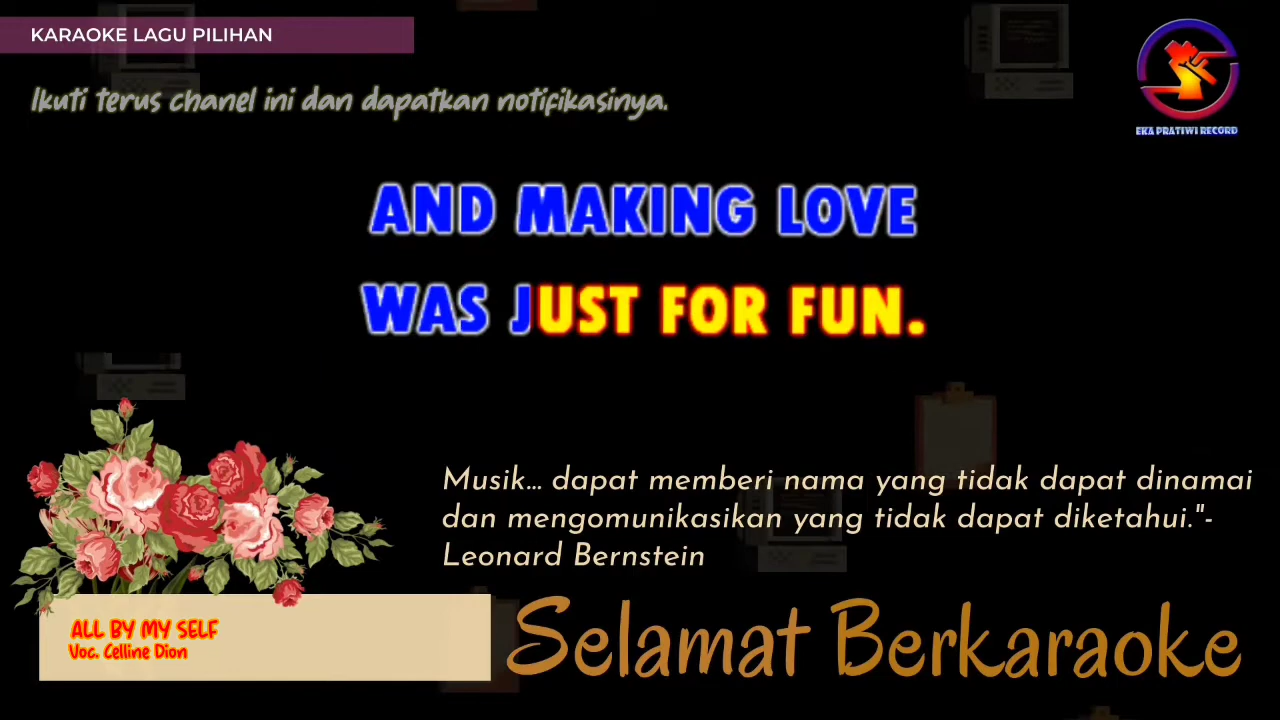 KARAOKE LAGU PILIHAN
Ikuti terus chanel ini dan dapatkan notifikasinya.
EKA PRATIWI RECORD
AND MAKING LOVE
WAS JUST FOR FUN.
Musik... dapat memberi nama yang tidak dapat dinamai
dan mengomunikasikan yang tidak dapat diketahui."-
Leonard Bernstein
ALL BY MY SELF
Voc. Celline Dion
Selamat Berkaraoke